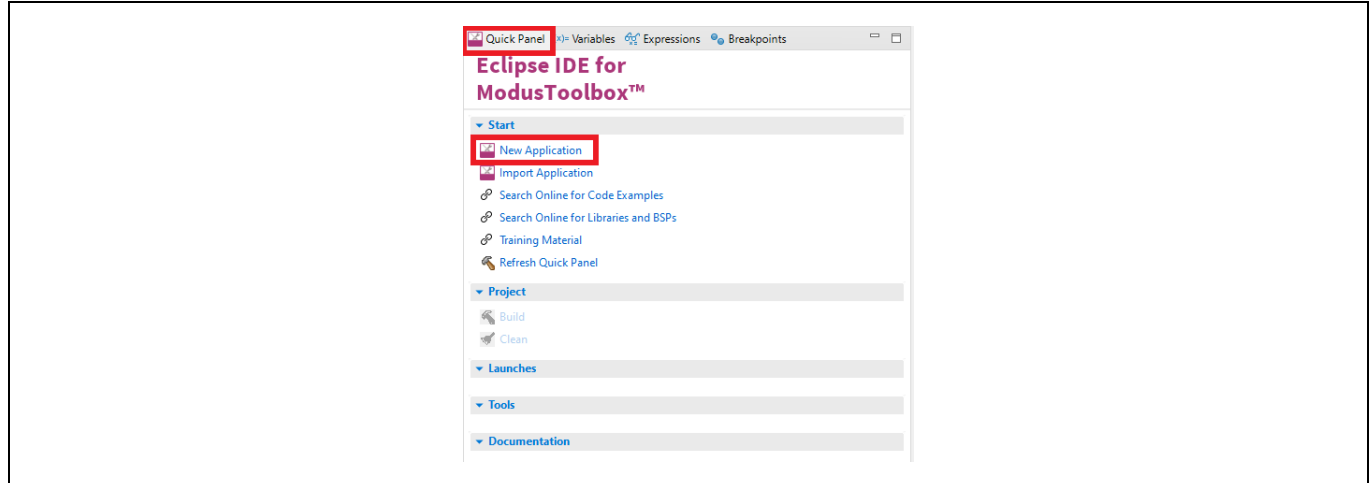 Quick Panel (x)= Variables Expressions Breakpoints
Eclipse IDE for
ModusToolbox™
Start
New Application
Import Application
Search Online for Code Examples
Search Online for Libraries and BSPs
Training Material
Refresh Quick Panel
Project
Build
Clean
Launches
Tools
Documentation